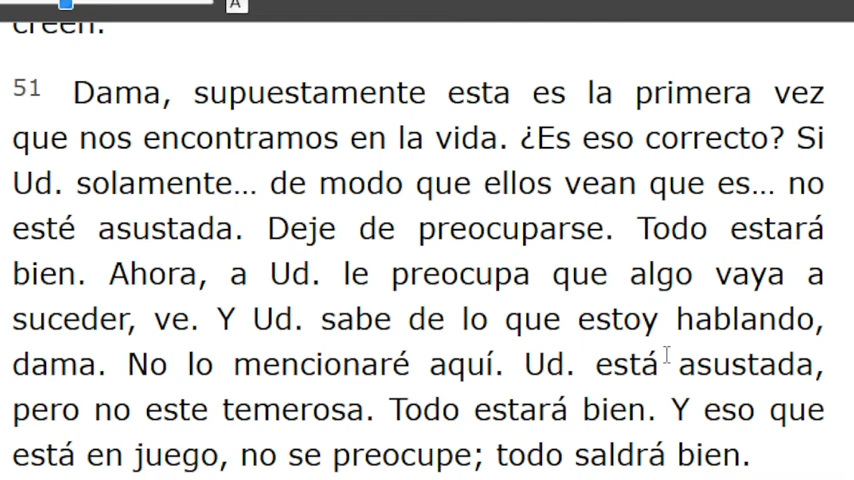 A
creen.
51 Dama, supuestamente esta es la primera vez
que nos encontramos en la vida. ¿Es eso correcto? Si
Ud. solamente... de modo que ellos vean que es... no
esté asustada. Deje de preocuparse. Todo estará
bien. Ahora, a Ud. le preocupa que algo vaya a
suceder, ve. Y Ud. sabe de lo que estoy hablando,
dama. No lo mencionaré aquí. Ud. está asustada,
pero no este temerosa. Todo estará bien. Y eso que
está en juego, no se preocupe; todo saldrá bien.